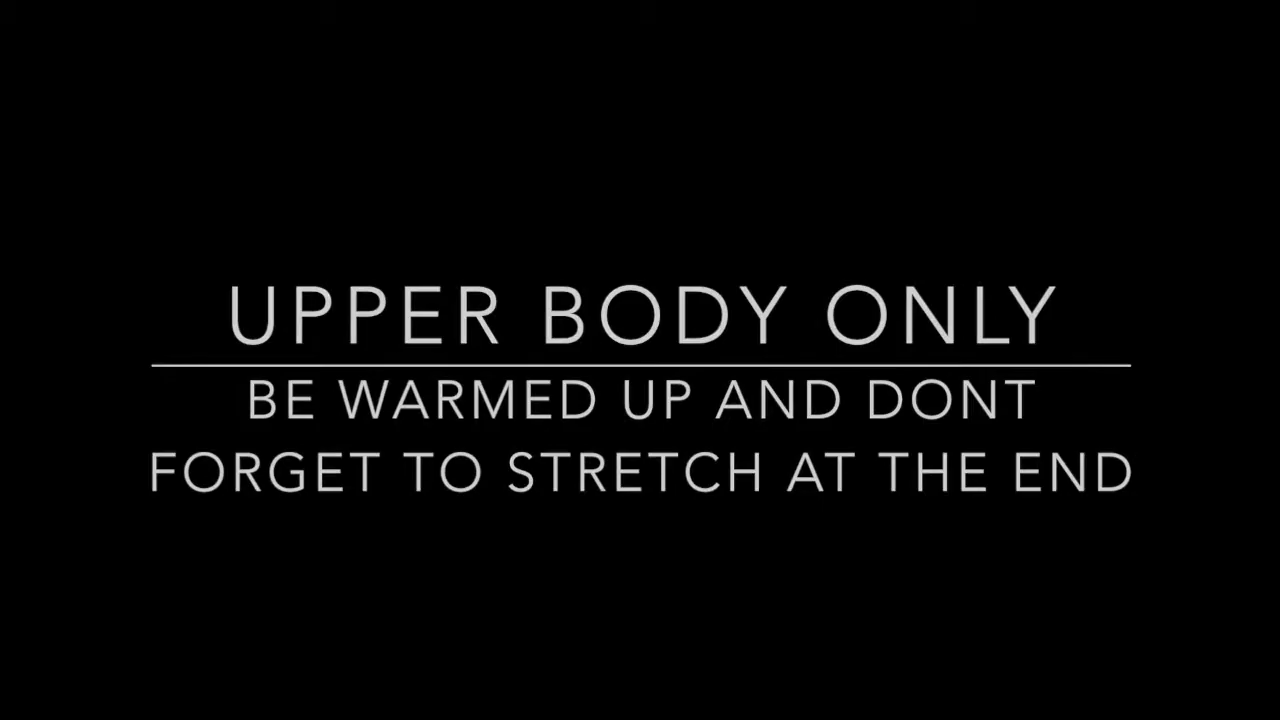 UPPER BODY ONLY
BE WARMED UP AND DONT
FORGET TO STRETCH AT THE END